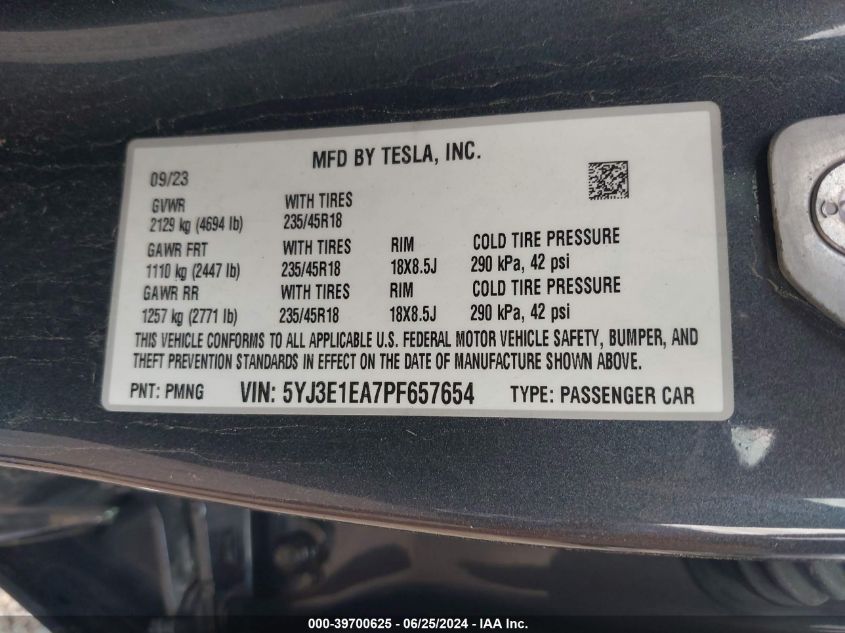 MFD BY TESLA, INC.
09/23
GVWR WITH TIRES
2129 kg (4694 lb) 235/45R18
GAWR FRT WITH TIRES RIM COLD TIRE PRESSURE
1110 kg (2447 lb) 235/45R18 18X8.5J 290 kPa, 42 psi
GAWR RR WITH TIRES RIM COLD TIRE PRESSURE
1257 kg (2771 lb) 235/45R18 18X8.5J 290 kPa, 42 psi
THIS VEHICLE CONFORMS TO ALL APPLICABLE U.S. FEDERAL MOTOR VEHICLE SAFETY, BUMPER, AND
THEFT PREVENTION STANDARDS IN EFFECT ON THE DATE OF MANUFACTURE SHOWN ABOVE.
PNT: PMNG VIN: 5YJ3E1EA7PF657654 TYPE: PASSENGER CAR
000-39700625 - 06/25/2024 - IAA Inc.